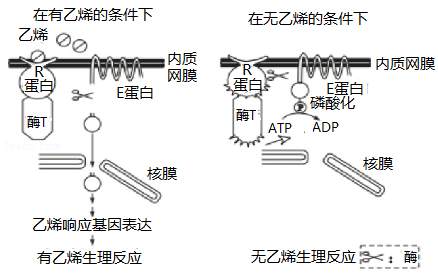 在有乙烯的条件下
乙烯
内质
网膜
R
蛋白
E蛋白
酶T
核膜
乙烯响应基因表达
有乙烯生理反应
在无乙烯的条件下
内质
网膜
R
蛋白
E蛋白
磷酸化
P
酶T
ATP
ADP
核膜
无乙烯生理反应
：酶